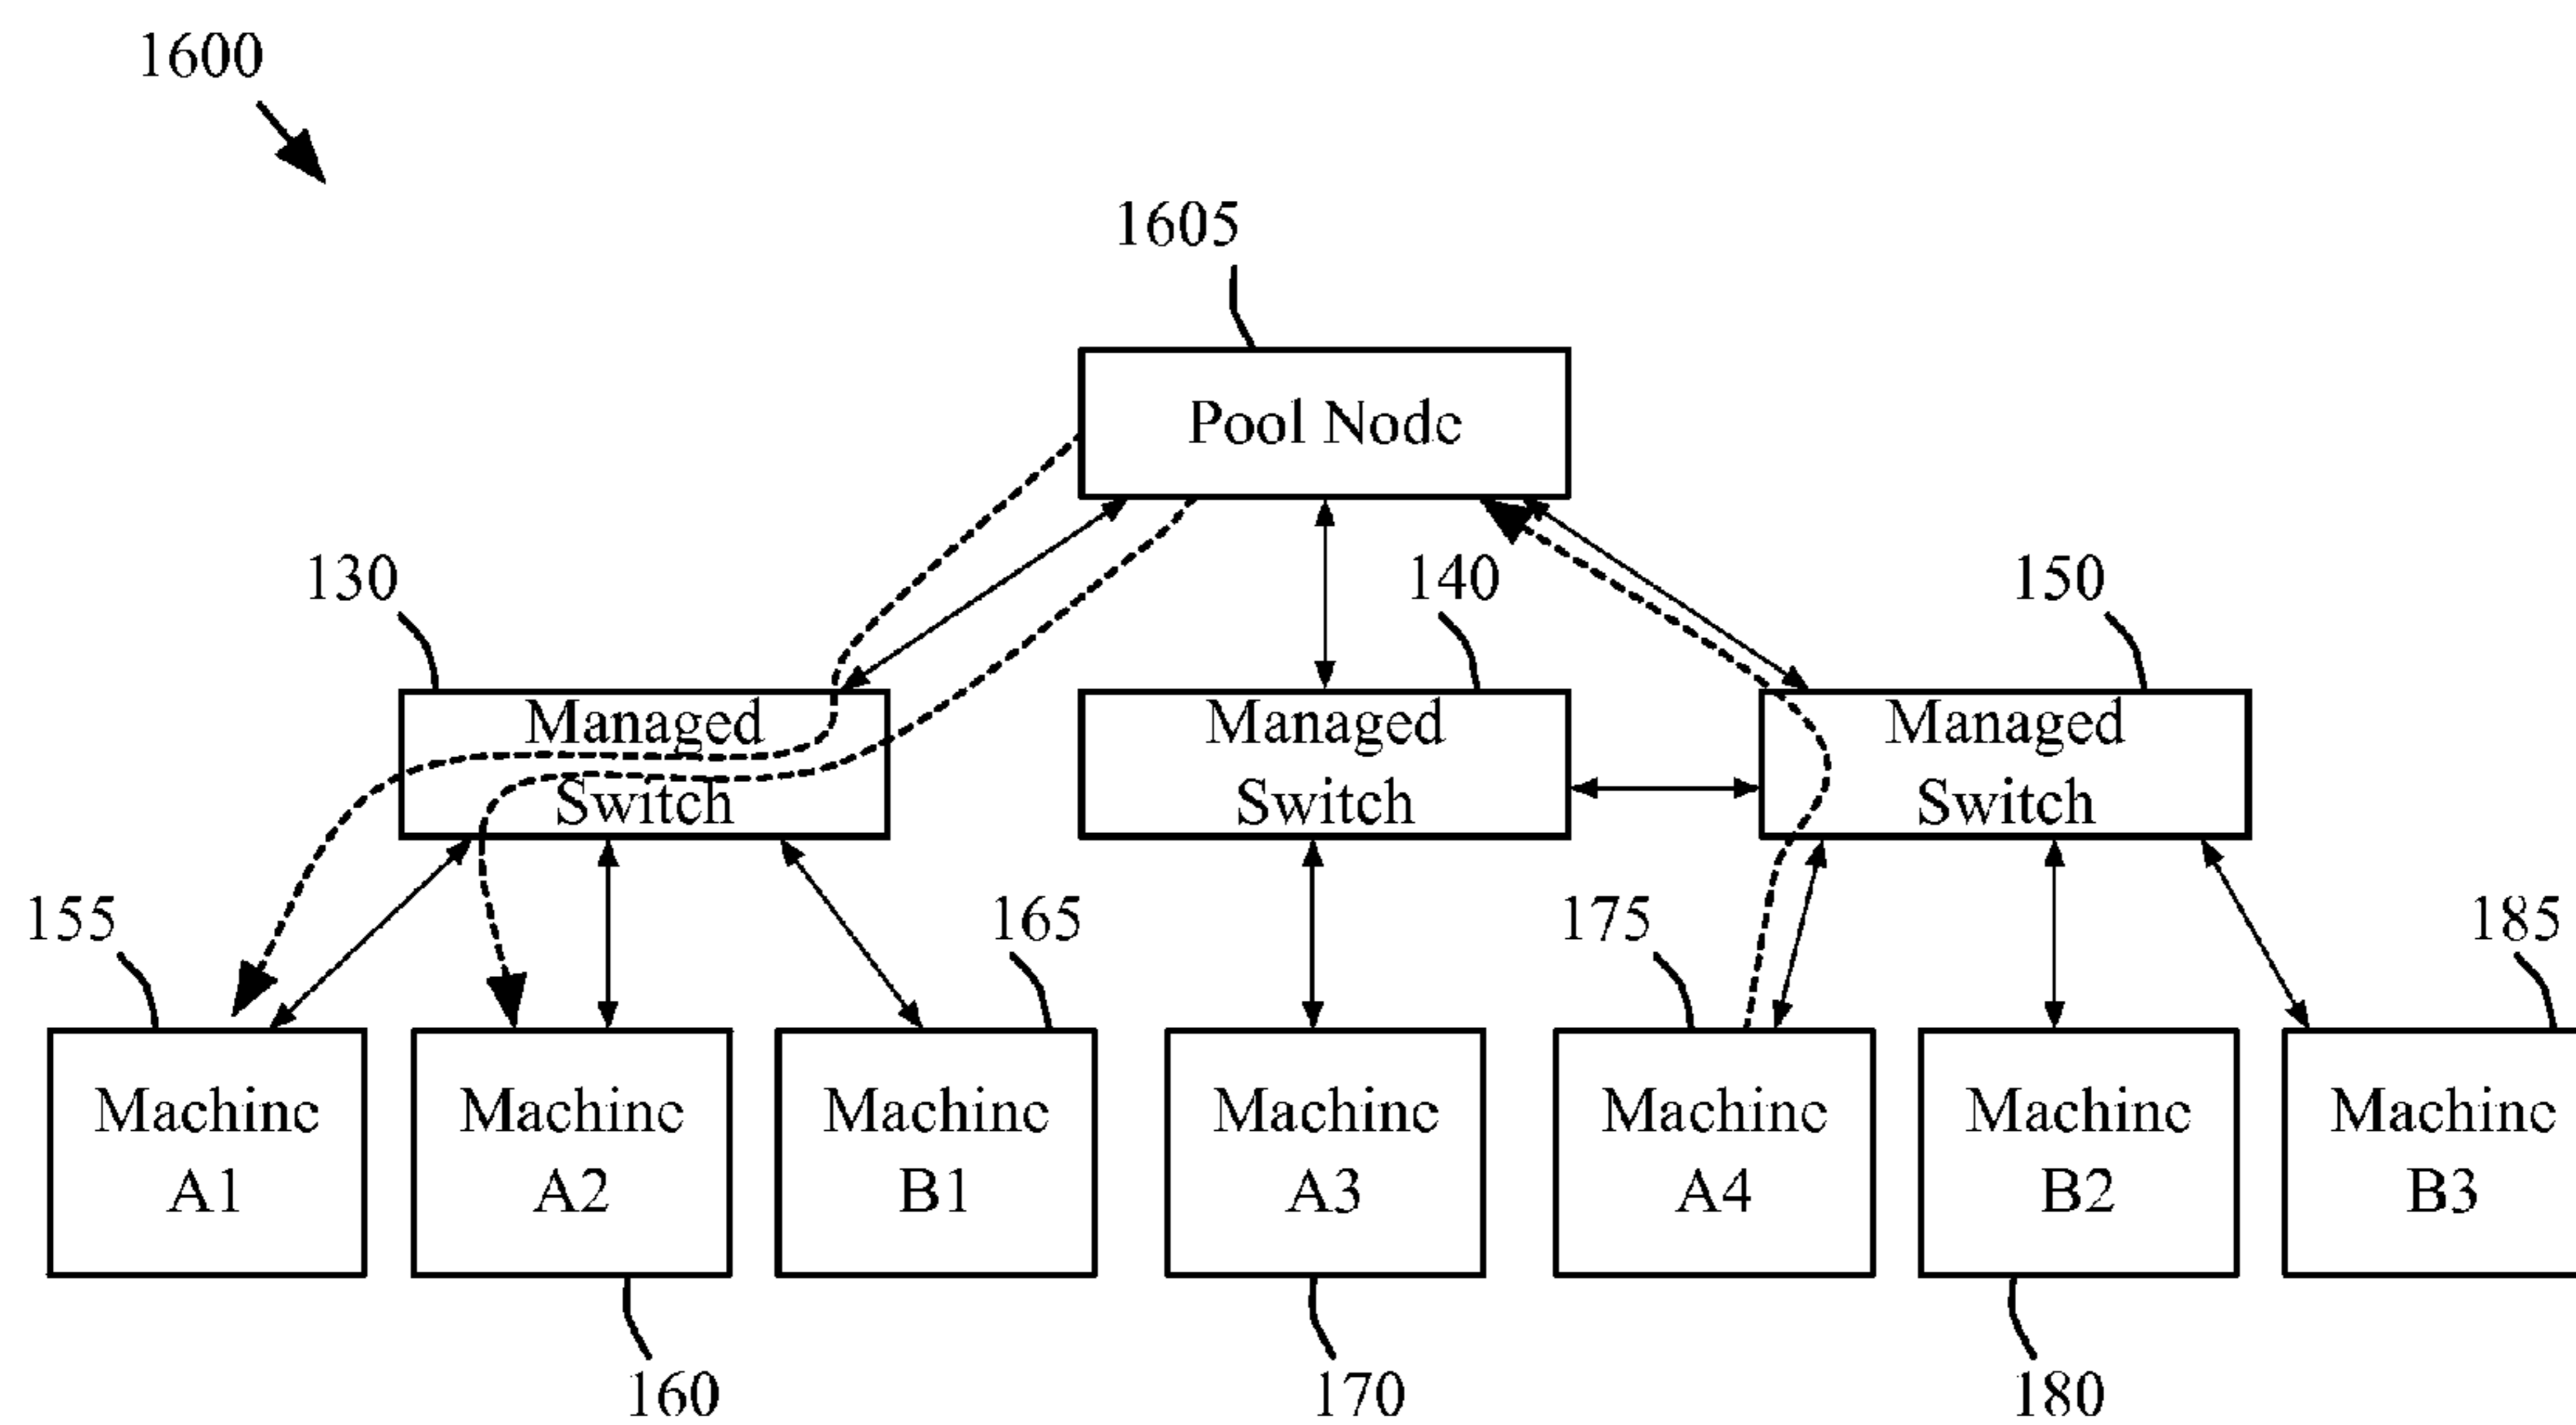 1600
1605
Pool Node
130
140
150
Managed
Switch
Managed
Switch
Managed
Switch
155
165
175
185
Machine
A1
Machine
A2
Machine
B1
Machine
A3
Machine
A4
Machine
B2
Machine
B3
160
170
180